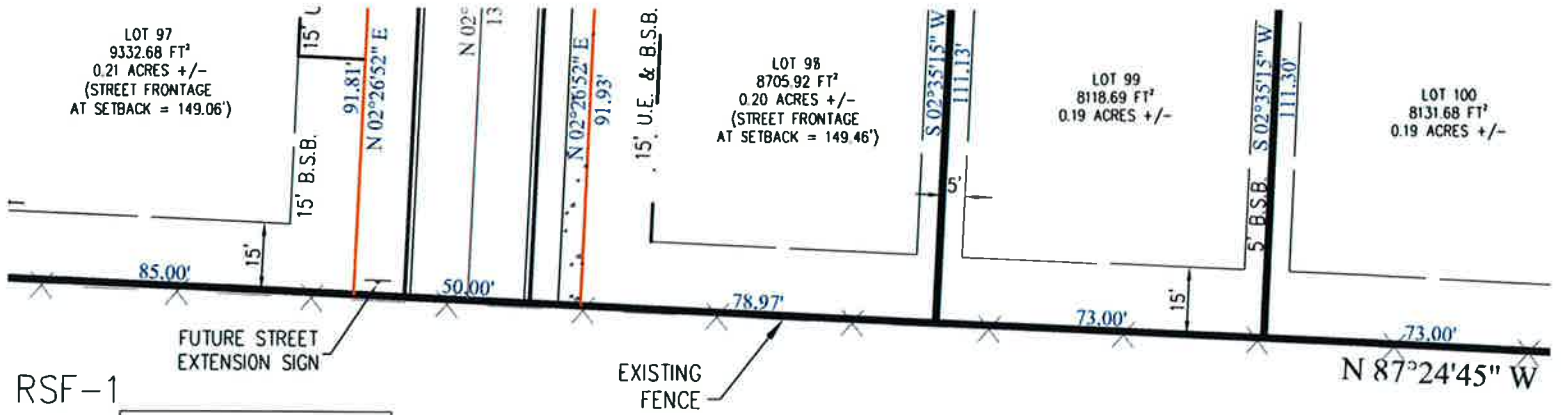 LOT 97
9332.68 FT²
0.21 ACRES +/-
(STREET FRONTAGE
AT SETBACK = 149.06')
15'
15' B.S.B.
91.81'
N 02°26'52" E
N 02°
13
N 02°26'52" E
91.93'
15' U.E. & B.S.B.
LOT 98
8705.92 FT²
0.20 ACRES +/-
(STREET FRONTAGE
AT SETBACK = 149.46')
S 02°35'15" W
111.13'
5'
LOT 99
8118.69 FT²
0.19 ACRES +/-
S 02°35'15" W
111.30'
5' B.S.B.
LOT 100
8131.68 FT²
0.19 ACRES +/-
15'
85.00'
50.00'
78.97'
15'
73.00'
73.00'
FUTURE STREET
EXTENSION SIGN
EXISTING
FENCE
N 87°24'45" W
RSF-1